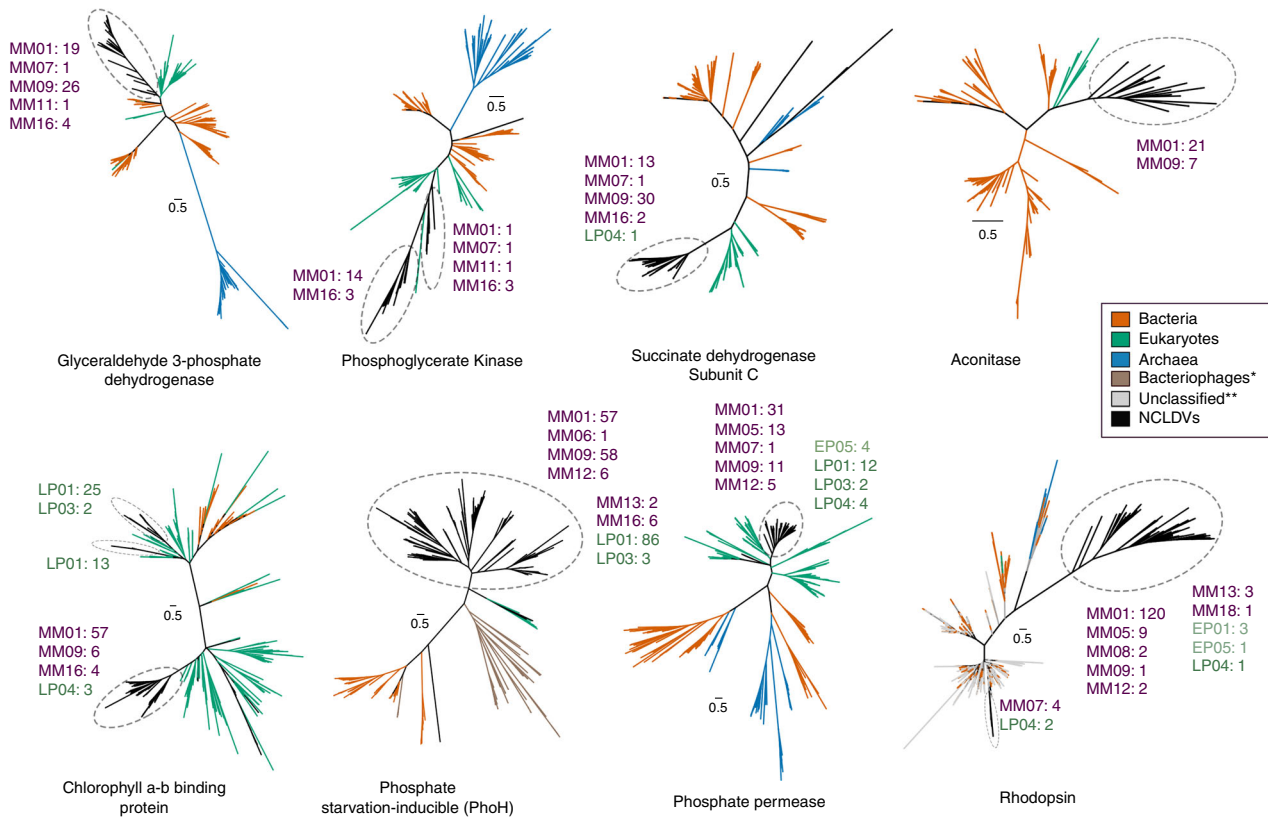 MM01: 19
MM07: 1
MM09: 26
MM11: 1
MM16: 4
0.5
Glyceraldehyde 3-phosphate
dehydrogenase
0.5
MM01: 14
MM16: 3
MM01: 1
MM07: 1
MM11: 1
MM16: 3
Phosphoglycerate Kinase
MM01: 13
MM07: 1
MM09: 30
MM16: 2
LP04: 1
0.5
Succinate dehydrogenase
Subunit C
MM01: 21
MM09: 7
0.5
Aconitase
Bacteria
Eukaryotes
Archaea
Bacteriophages*
Unclassified**
NCLDVs
LP01: 25
LP03: 2
LP01: 13
0.5
MM01: 57
MM09: 6
MM16: 4
LP04: 3
Chlorophyll a-b binding
protein
MM01: 57
MM06: 1
MM09: 58
MM12: 6
MM13: 2
MM16: 6
LP01: 86
LP03: 3
0.5
Phosphate
starvation-inducible (PhoH)
MM01: 31
MM05: 13
MM07: 1
MM09: 11
MM12: 5
EP05: 4
LP01: 12
LP03: 2
LP04: 4
0.5
Phosphate permease
0.5
MM01: 120
MM05: 9
MM08: 2
MM09: 1
MM12: 2
MM13: 3
MM18: 1
EP01: 3
EP05: 1
LP04: 1
MM07: 4
LP04: 2
Rhodopsin